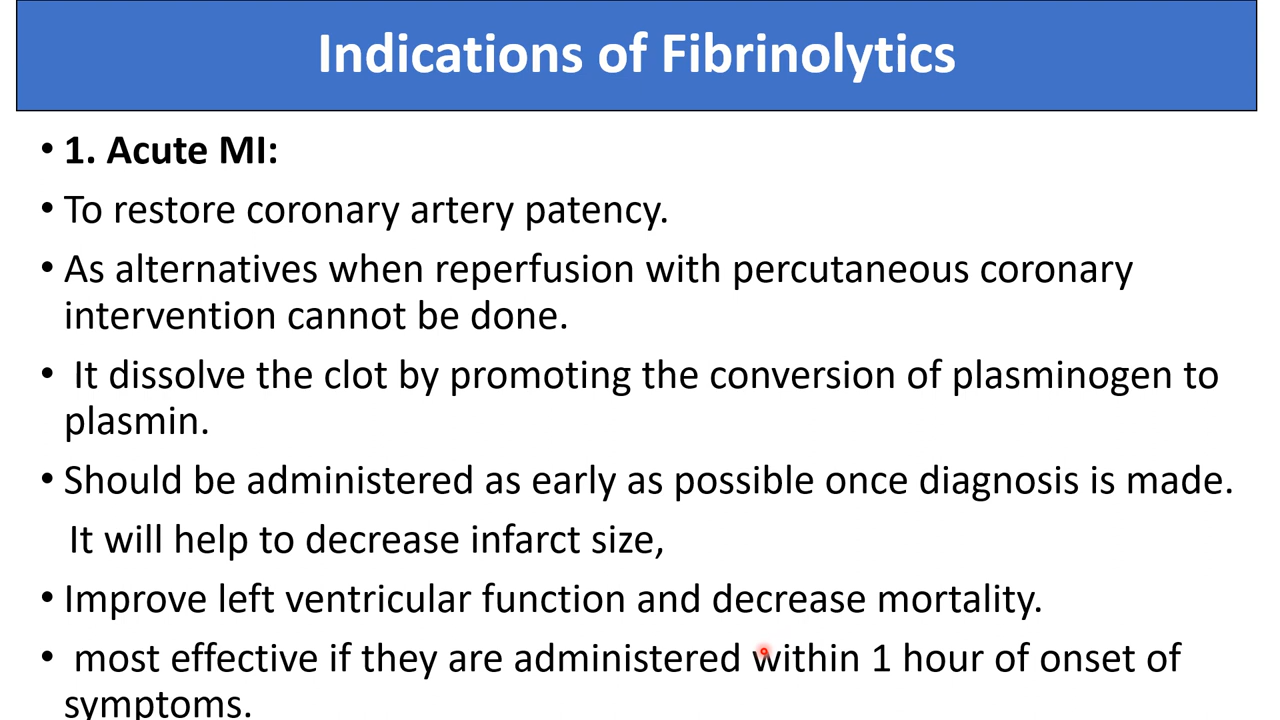 Indications of Fibrinolytics
• 1. Acute MI:
• To restore coronary artery patency.
• As alternatives when reperfusion with percutaneous coronary
intervention cannot be done.
• It dissolve the clot by promoting the conversion of plasminogen to
plasmin.
• Should be administered as early as possible once diagnosis is made.
It will help to decrease infarct size,
• Improve left ventricular function and decrease mortality.
• most effective if they are administered within 1 hour of onset of
symptoms.